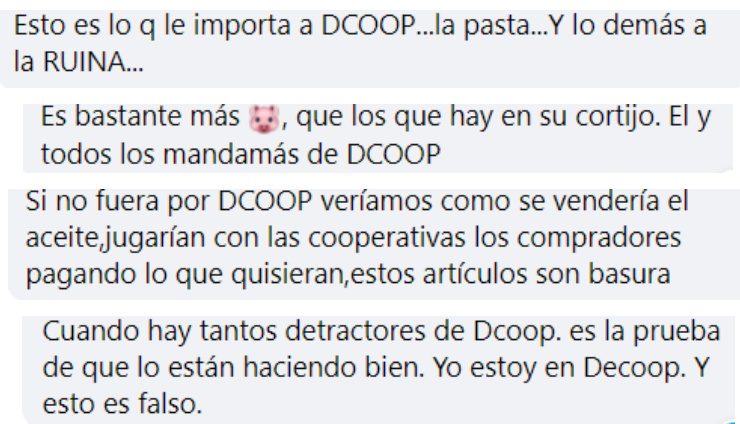 Esto es lo q le importa a DCOOP...la pasta...Y lo demás a
la RUINA...
Es bastante más 🐷, que los que hay en su cortijo. El y
todos los mandamás de DCOOP
Si no fuera por DCOOP veríamos como se vendería el
aceite,jugarían con las cooperativas los compradores
pagando lo que quisieran,estos artículos son basura
Cuando hay tantos detractores de Dcoop. es la prueba
de que lo están haciendo bien. Yo estoy en Decoop. Y
esto es falso.